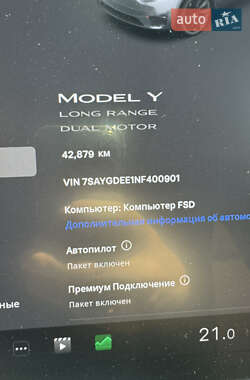 AUTO RIA .com
MODEL Y
LONG RANGE
DUAL MOTOR
42,879 км
VIN 7SAYGDEE1NF400901
Компьютер: Компьютер FSD
Дополнительная информация об автомо
Автопилот
Пакет включен
Премиум Подключение
Пакет включен
ные
21.0